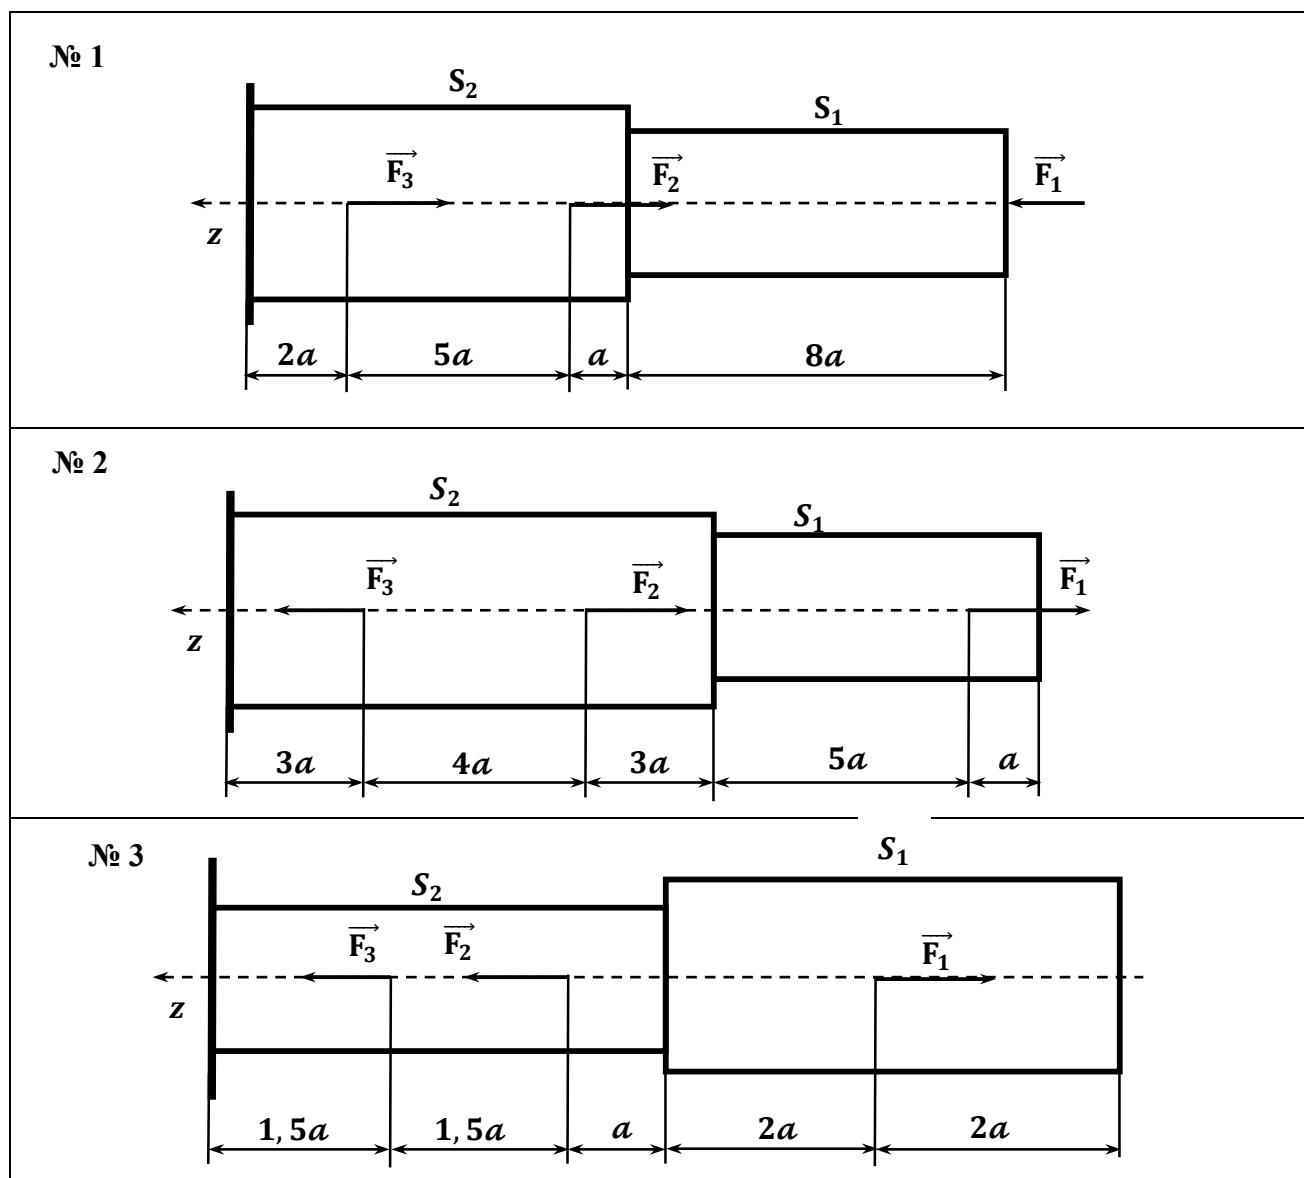 № 1
S₂
S₁
F₃ F₂ F₁
z
2a 5a a 8a
№ 2
S₂
S₁
F₃ F₂ F₁
z
3a 4a 3a 5a a
№ 3
S₁
S₂
F₃ F₂ F₁
z
1,5a 1,5a a 2a 2a